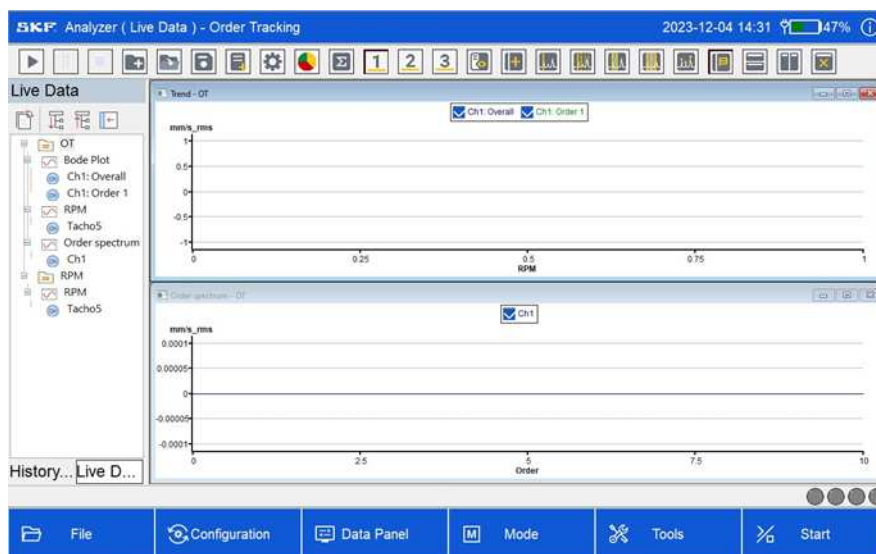 SKF Analyzer ( Live Data ) - Order Tracking
2023-12-04 14:31
47%
1 2 3
Live Data
OT
Bode Plot
Ch1: Overall
Ch1: Order 1
RPM
Tacho5
Order spectrum
Ch1
RPM
RPM
Tacho5
History... Live D...
Trend - OT
Ch1: Overall Ch1: Order 1
mm/s_rms
1
0.5
0
-0.5
-1
0 0.25 0.5 0.75 1
RPM
Order spectrum - OT
Ch1
mm/s_rms
0.0001
0.00005
0
-0.00005
-0.0001
0 2.5 5 7.5 10
Order
File Configuration Data Panel M Mode Tools Start